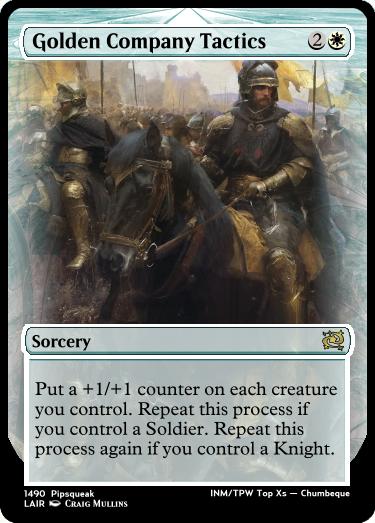 Golden Company Tactics 2
Sorcery
Put a +1/+1 counter on each creature
you control. Repeat this process if
you control a Soldier. Repeat this
process again if you control a Knight.
1490 Pipsqueak
INM/TPW Top Xs — Chumbeque
LAIR Craig Mullins